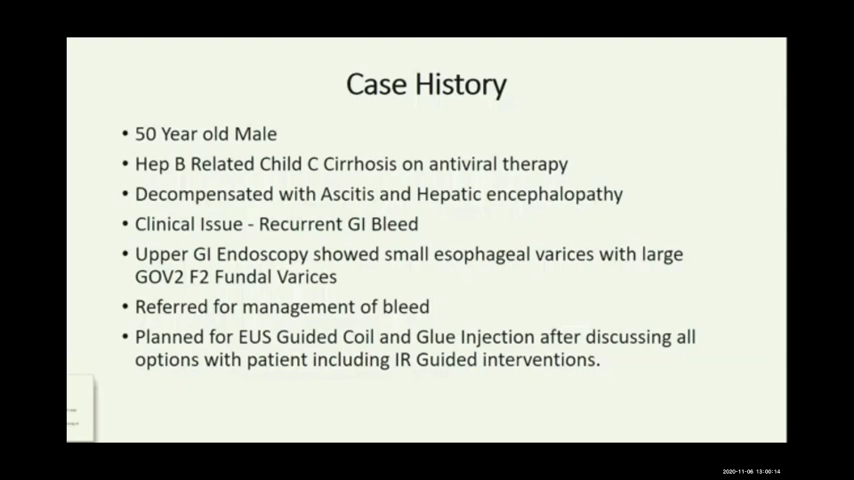 Case History
• 50 Year old Male
• Hep B Related Child C Cirrhosis on antiviral therapy
• Decompensated with Ascitis and Hepatic encephalopathy
• Clinical Issue - Recurrent GI Bleed
• Upper GI Endoscopy showed small esophageal varices with large
GOV2 F2 Fundal Varices
• Referred for management of bleed
• Planned for EUS Guided Coil and Glue Injection after discussing all
options with patient including IR Guided interventions.
2020-11-06 13:00:14